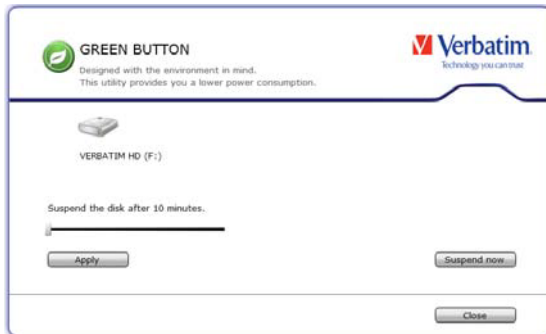 GREEN BUTTON
Designed with the environment in mind.
This utility provides you a lower power consumption.
Verbatim.
Technology you can trust
VERBATIM HD (F:)
Suspend the disk after 10 minutes.
Apply
Suspend now
Close